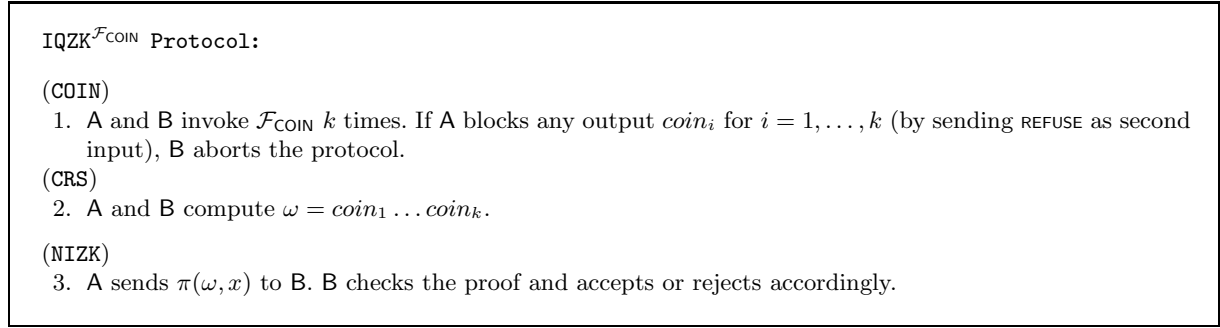 IQZK^{F_COIN} Protocol:
(COIN)
1. A and B invoke F_COIN k times. If A blocks any output coin_i for i = 1, . . . , k (by sending REFUSE as second
input), B aborts the protocol.
(CRS)
2. A and B compute ω = coin_1 . . . coin_k.
(NIZK)
3. A sends π(ω, x) to B. B checks the proof and accepts or rejects accordingly.